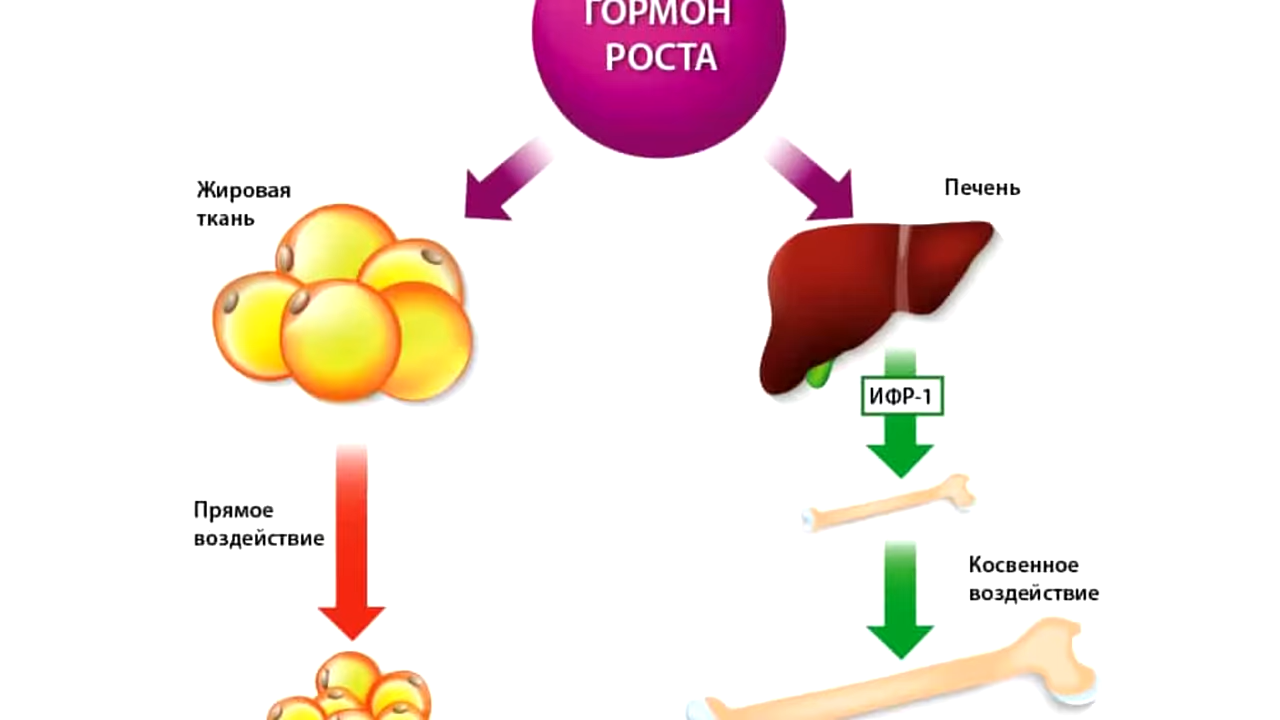 ГОРМОН
РОСТА
Жировая
ткань
Печень
ИФР-1
Прямое
воздействие
Косвенное
воздействие